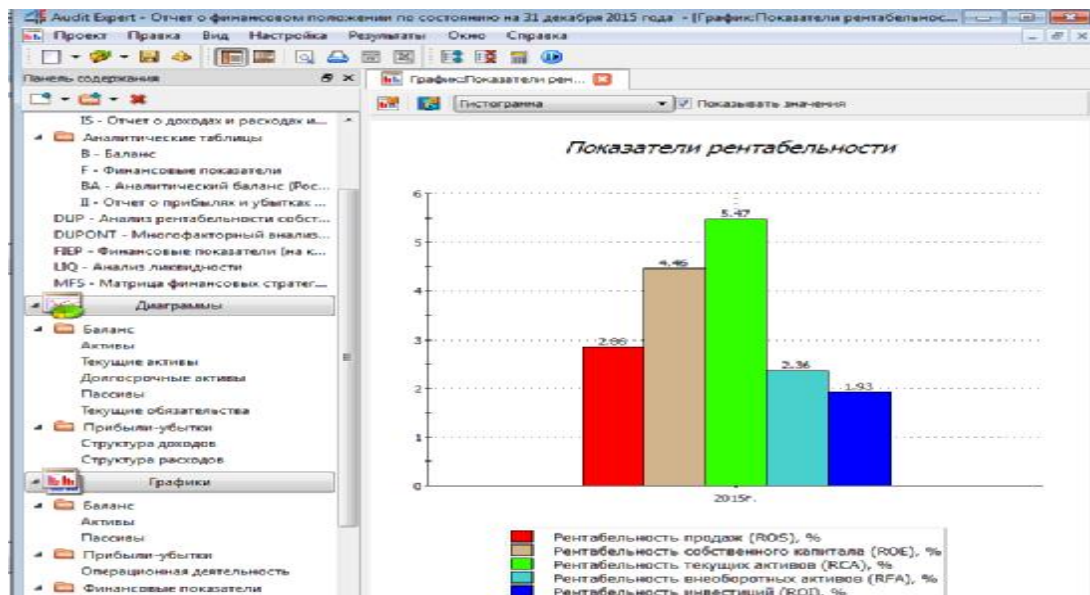 Audit Expert - Отчет о финансовом положении по состоянию на 31 декабря 2015 года - [График:Показатели рентабельнос...
Проект Правка Вид Настройка Результаты Окно Справка
Панель содержания
График:Показатели рен...
Гистограмма
Показывать значения
IS - Отчет о доходах и расходах и...
Аналитические таблицы
B - Баланс
F - Финансовые показатели
BA - Аналитический баланс (Рос...
II - Отчет о прибылях и убытках ...
DUP - Анализ рентабельности собст...
DUPONT - Многофакторный анализ...
FIEP - Финансовые показатели (на к...
LIQ - Анализ ликвидности
MFS - Матрица финансовых стратег...
Диаграммы
Баланс
Активы
Текущие активы
Долгосрочные активы
Пассивы
Текущие обязательства
Прибыли-убытки
Структура доходов
Структура расходов
Графики
Баланс
Активы
Пассивы
Прибыли-убытки
Операционная деятельность
Финансовые показатели
Показатели рентабельности
6
5.47
5
4.46
4
3
2.86
2.36
2
1.93
1
0
2015г.
Рентабельность продаж (ROS), %
Рентабельность собственного капитала (ROE), %
Рентабельность текущих активов (RCA), %
Рентабельность внеоборотных активов (RFA), %
Рентабельность инвестиций (ROI), %